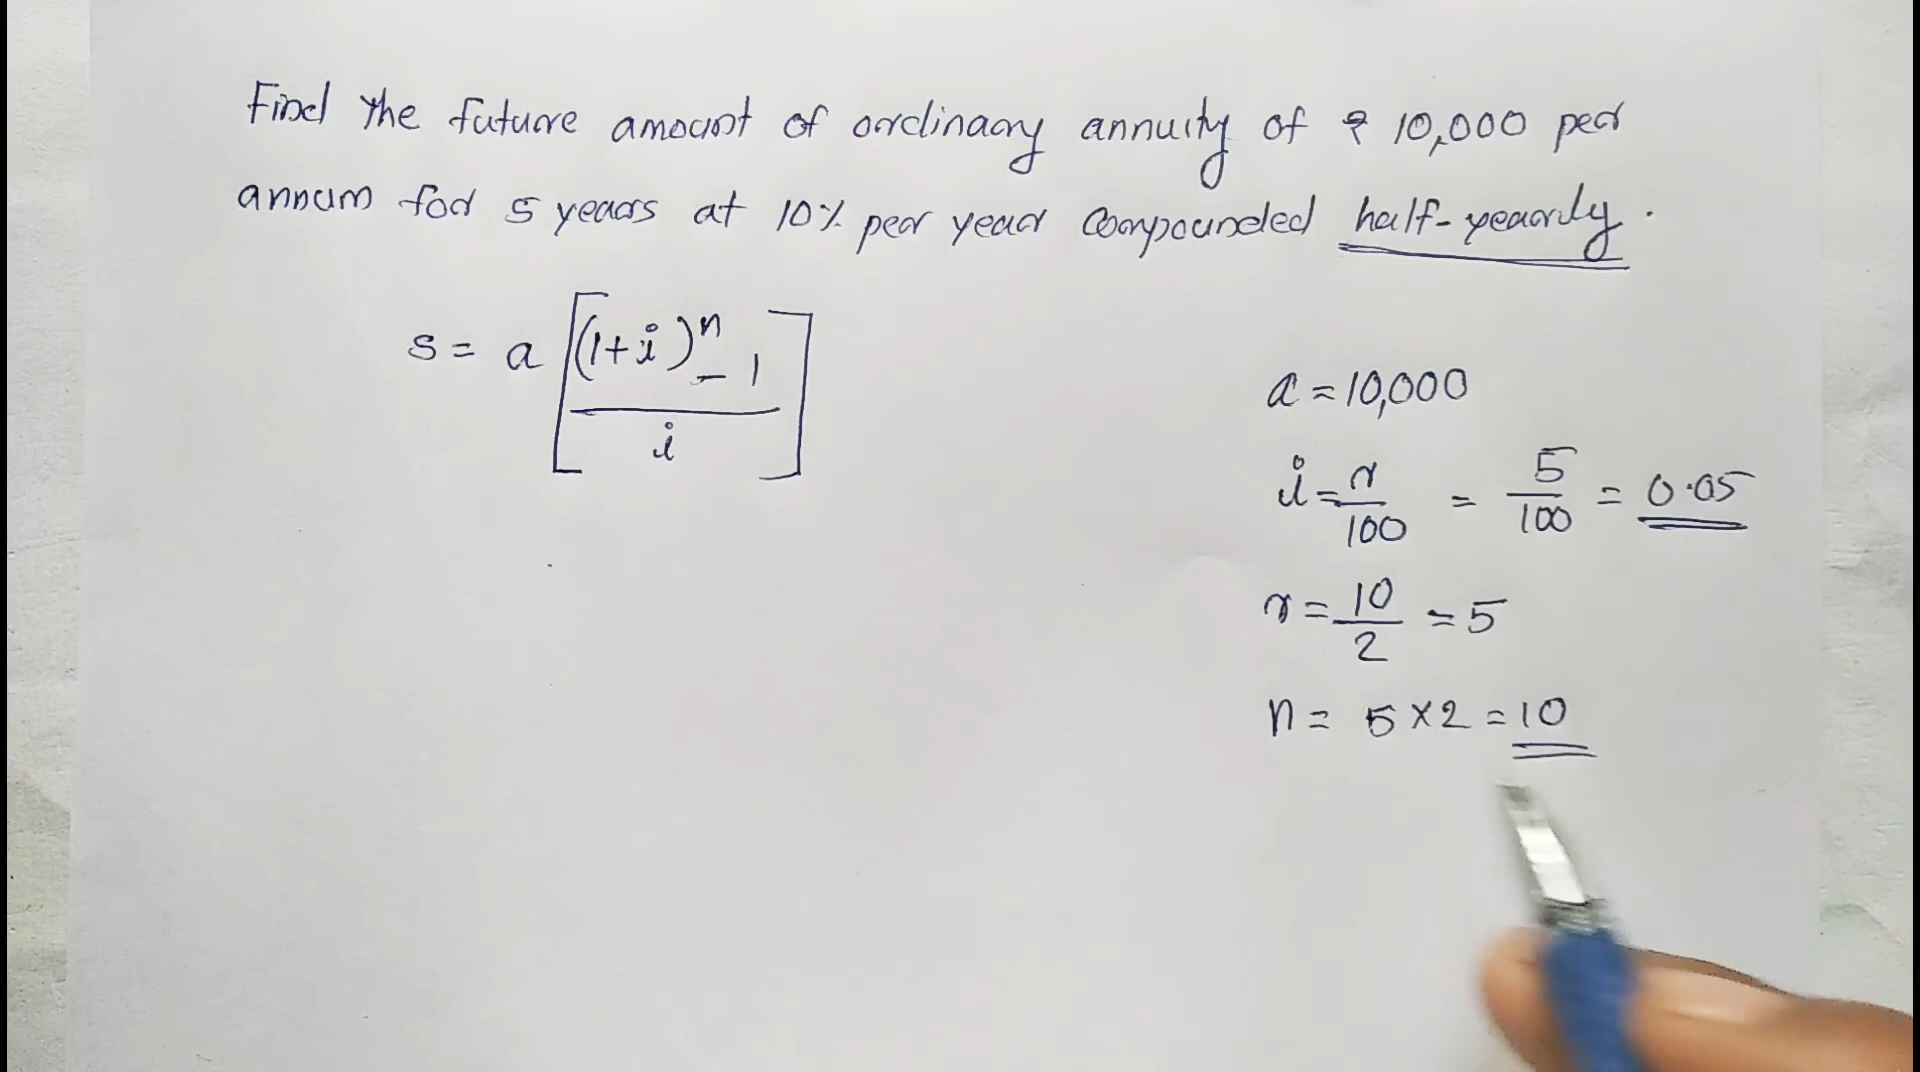 Find the future amount of ordinary annuity of ₹ 10,000 per
annum for 5 years at 10% per year compounded half-yearly.
s = a [((1+i)^n - 1) / i]
a = 10,000
i = r/100 = 5/100 = 0.05
r = 10/2 = 5
n = 5 × 2 = 10